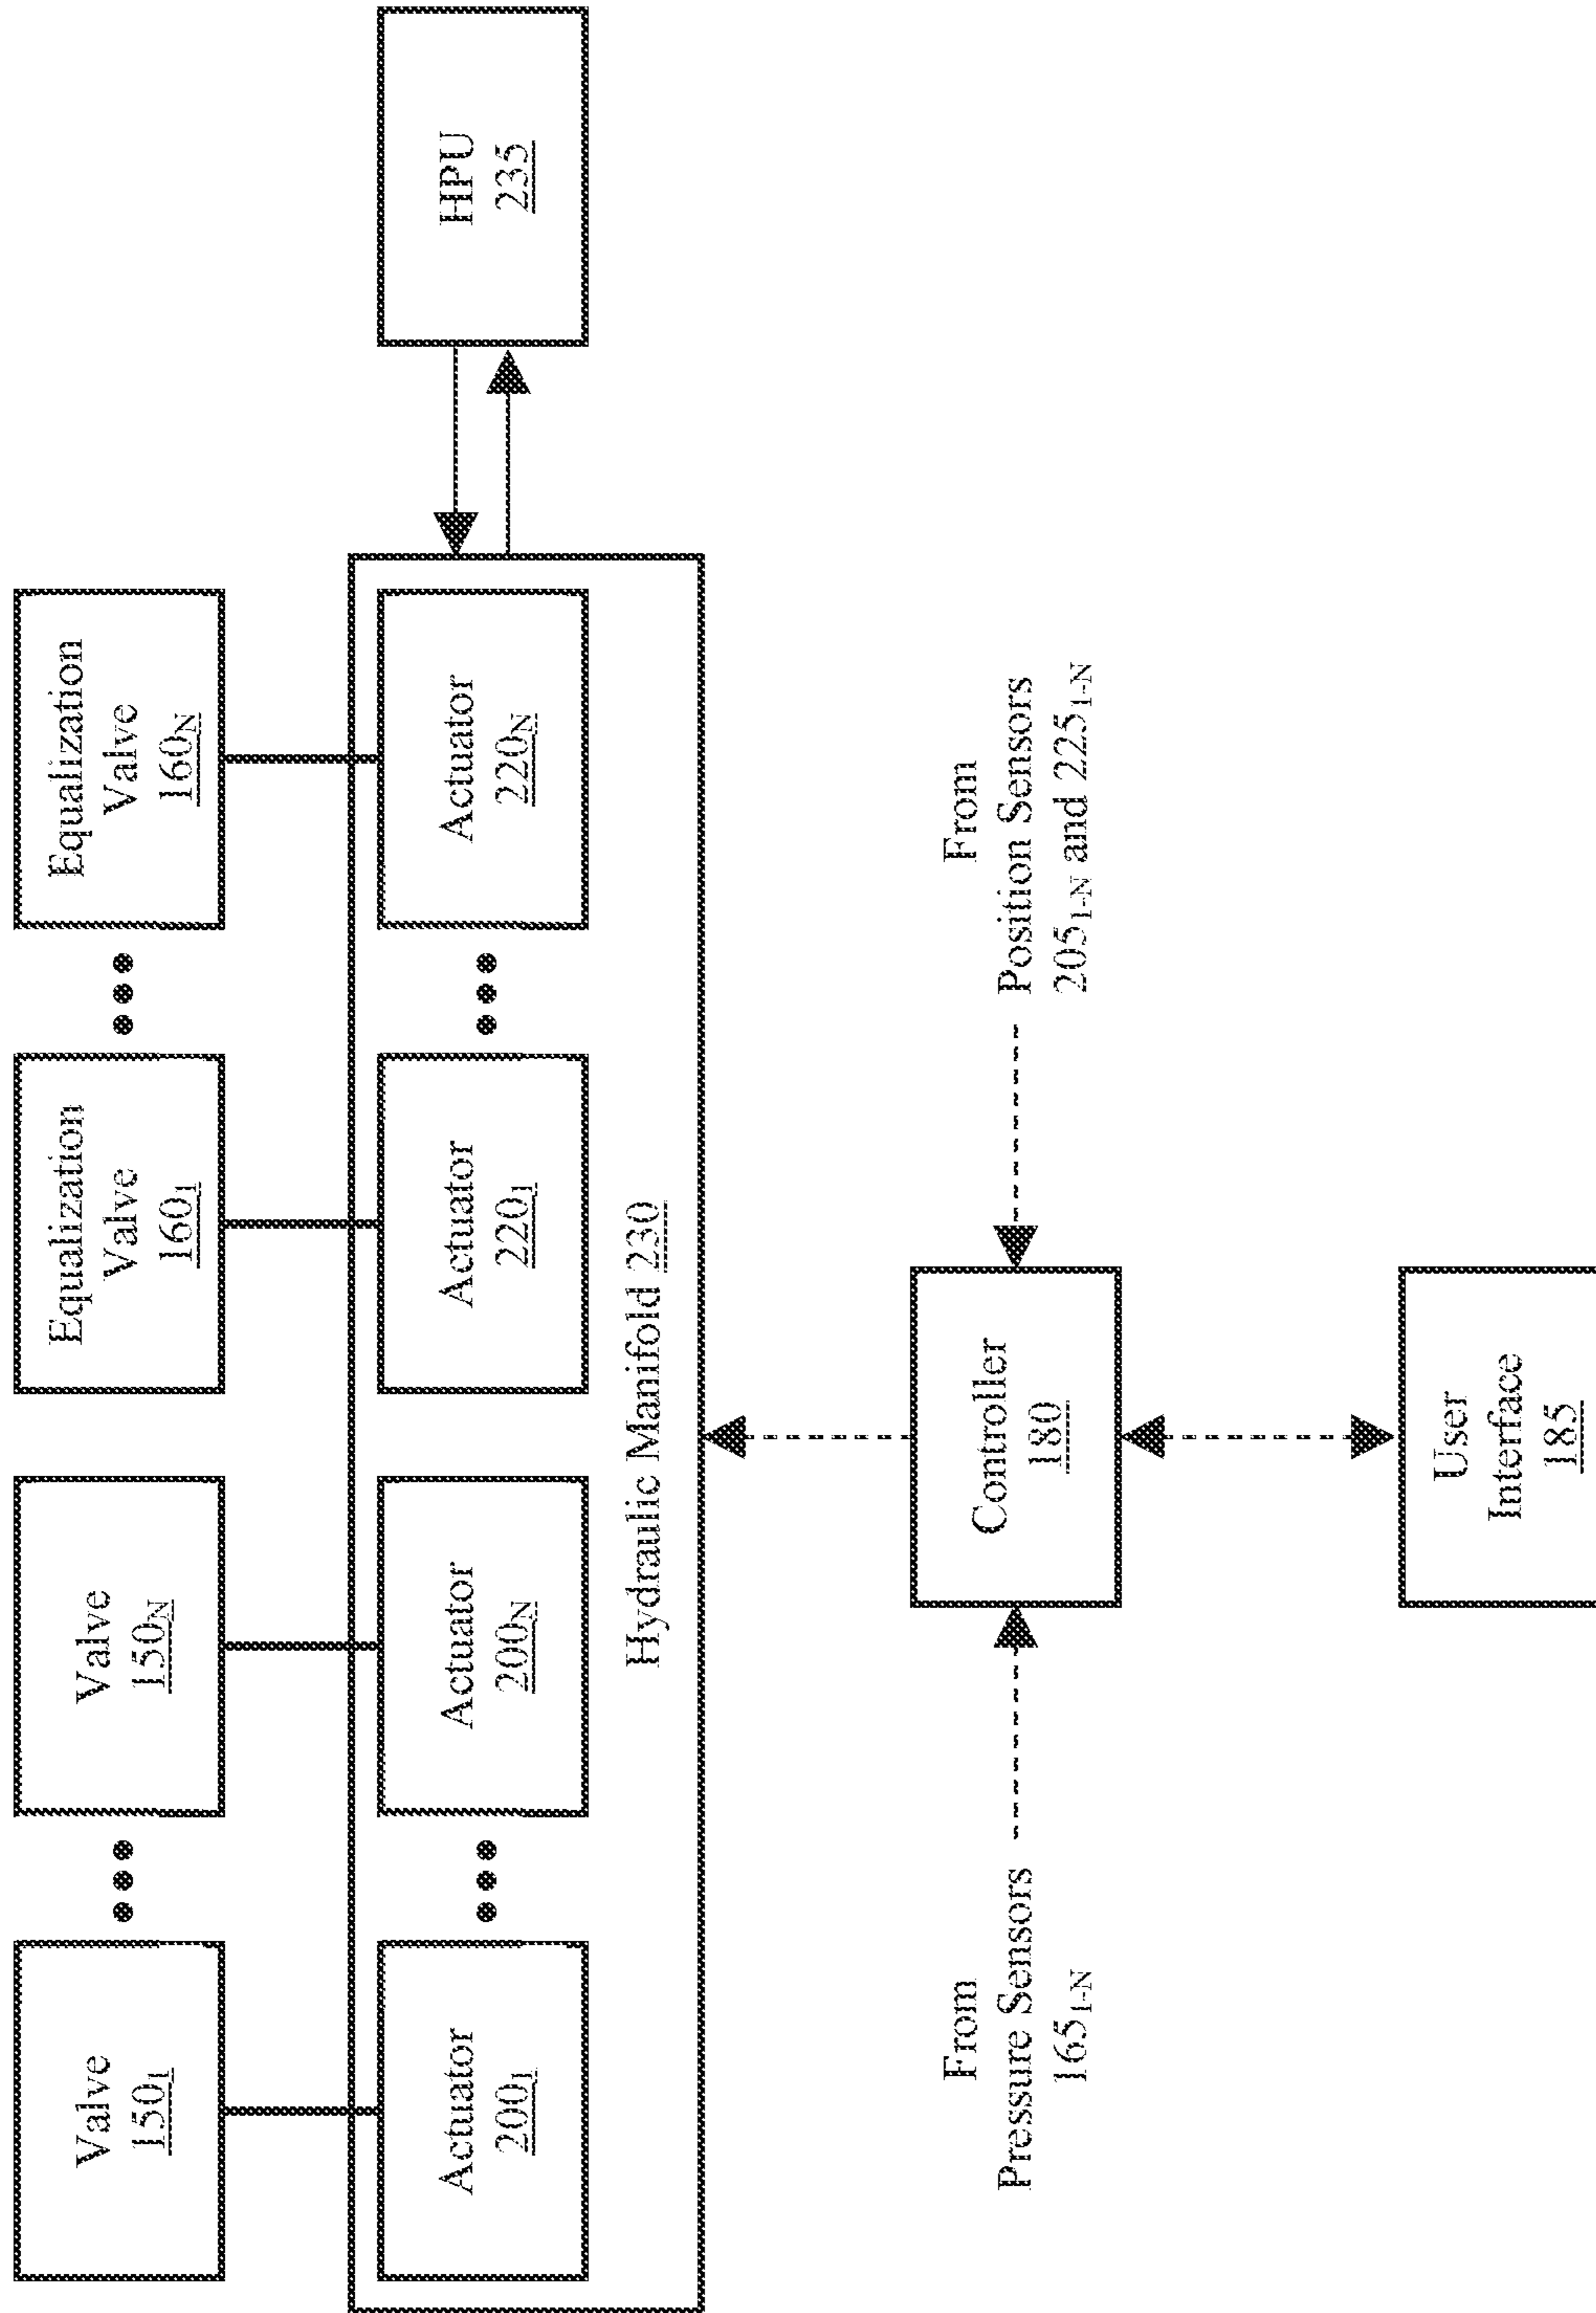 Valve
150₁
Valve
150N
Equalization
Valve
160₁
Equalization
Valve
160N
Actuator
200₁
Actuator
200N
Actuator
220₁
Actuator
220N
HPU
235
Hydraulic Manifold 230
From
Pressure Sensors
165₁-N
Controller
180
From
Position Sensors
205₁-N and 225₁-N
User
Interface
185